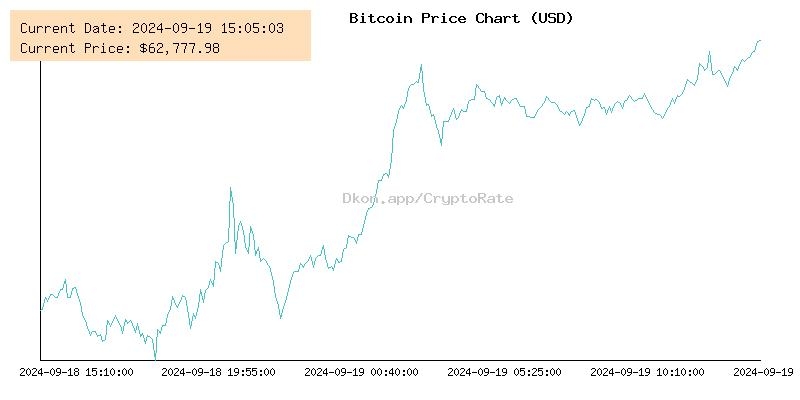 Bitcoin Price Chart (USD)
Current Date: 2024-09-19 15:05:03
Current Price: $62,777.98
Dkon.app/CryptoRate
2024-09-18 15:10:00 2024-09-18 19:55:00 2024-09-19 00:40:00 2024-09-19 05:25:00 2024-09-19 10:10:00 2024-09-19